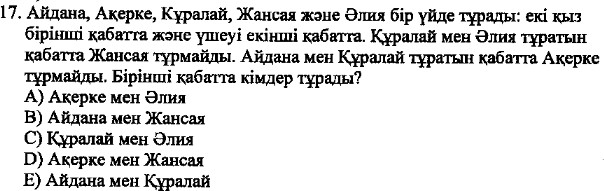 17. Айдана, Ақерке, Құралай, Жансая және Әлия бір үйде тұрады: екі қыз
бірінші қабатта және үшеуі екінші қабатта. Құралай мен Әлия тұратын
қабатта Жансая тұрмайды. Айдана мен Құралай тұратын қабатта Ақерке
тұрмайды. Бірінші қабатта кімдер тұрады?
A) Ақерке мен Әлия
B) Айдана мен Жансая
C) Құралай мен Әлия
D) Ақерке мен Жансая
E) Айдана мен Құралай